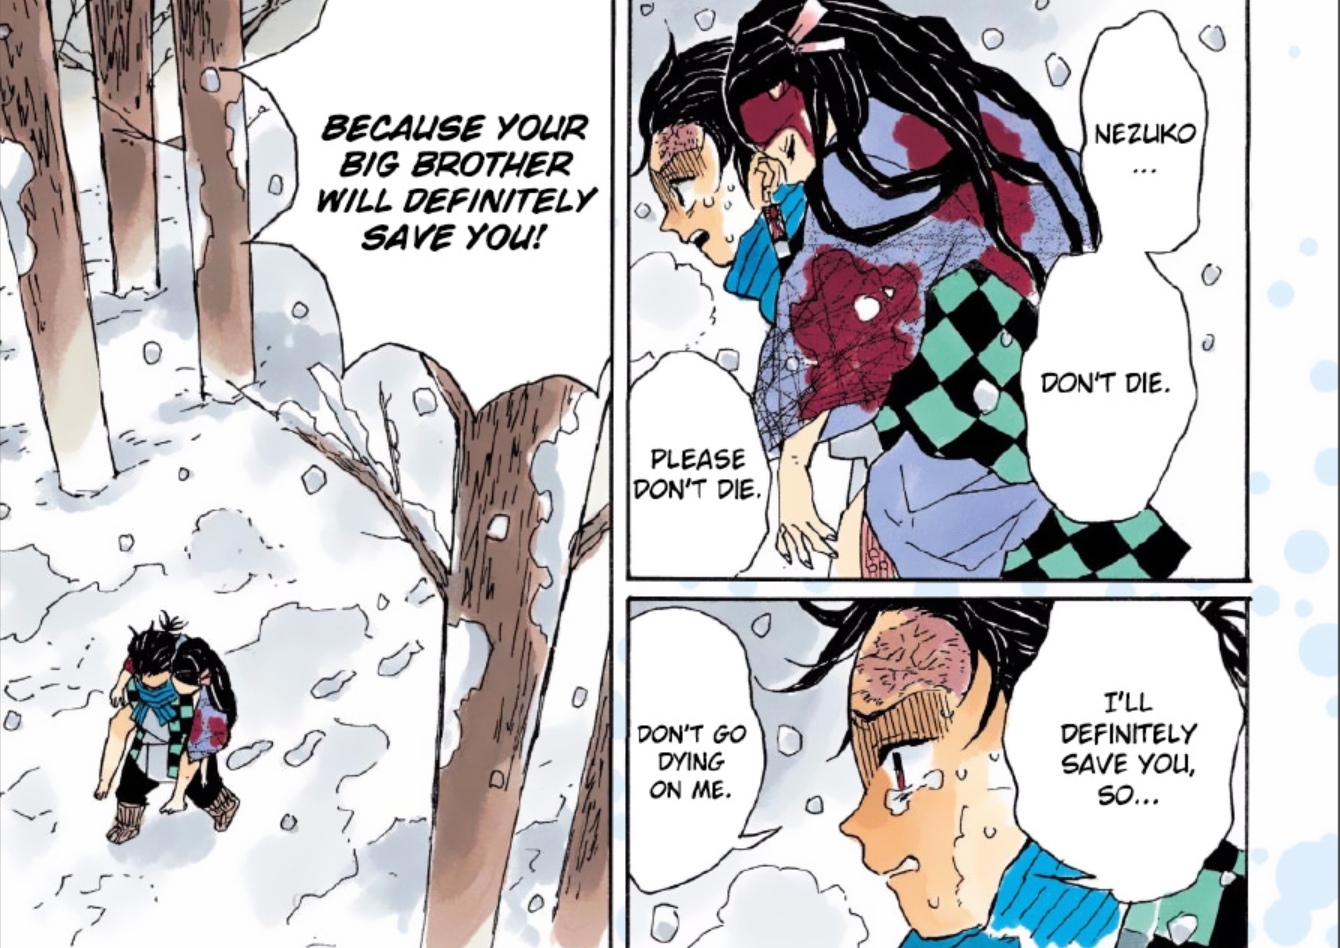 NEZUKO
...
DON'T DIE.
PLEASE
DON'T DIE.
I'LL
DEFINITELY
SAVE YOU,
SO...
DON'T GO
DYING
ON ME.
BECAUSE YOUR
BIG BROTHER
WILL DEFINITELY
SAVE YOU!